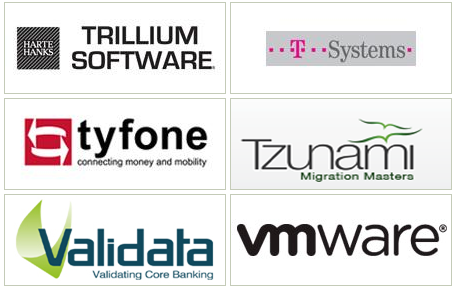 HARTE
HANKS
TRILLIUM
SOFTWARE®
T Systems
tyfone
connecting money and mobility
Tzunami
Migration Masters
Validata
Validating Core Banking
vmware®